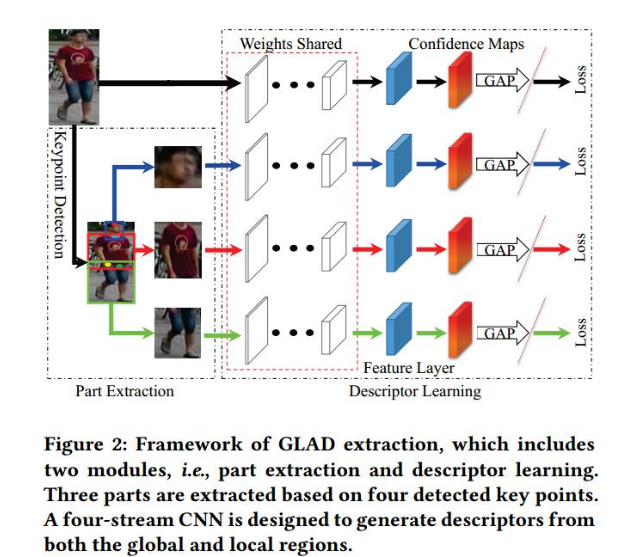 Weights Shared
Confidence Maps
GAP
Loss
Keypoint Detection
GAP
Loss
GAP
Loss
GAP
Loss
Feature Layer
Part Extraction
Descriptor Learning
Figure 2: Framework of GLAD extraction, which includes
two modules, i.e., part extraction and descriptor learning.
Three parts are extracted based on four detected key points.
A four-stream CNN is designed to generate descriptors from
both the global and local regions.